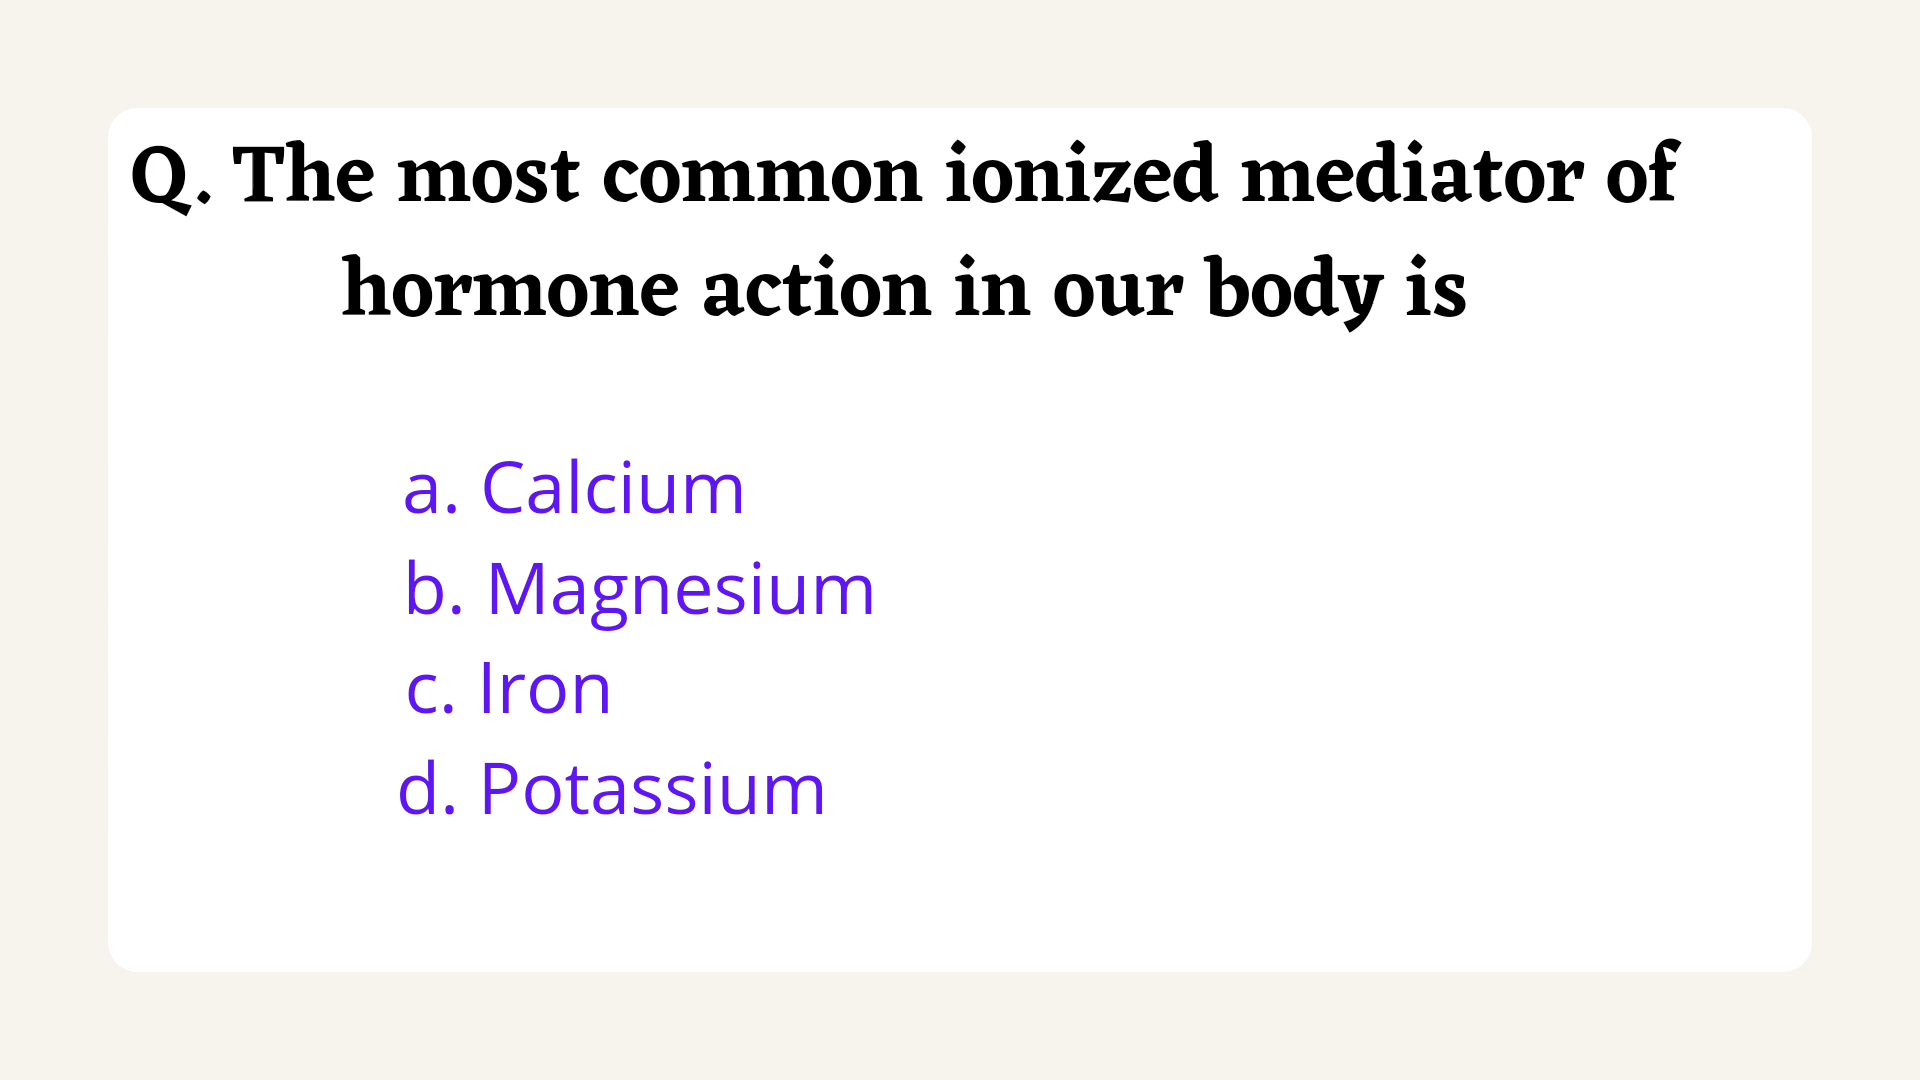 Q. The most common ionized mediator of
hormone action in our body is
a. Calcium
b. Magnesium
c. Iron
d. Potassium